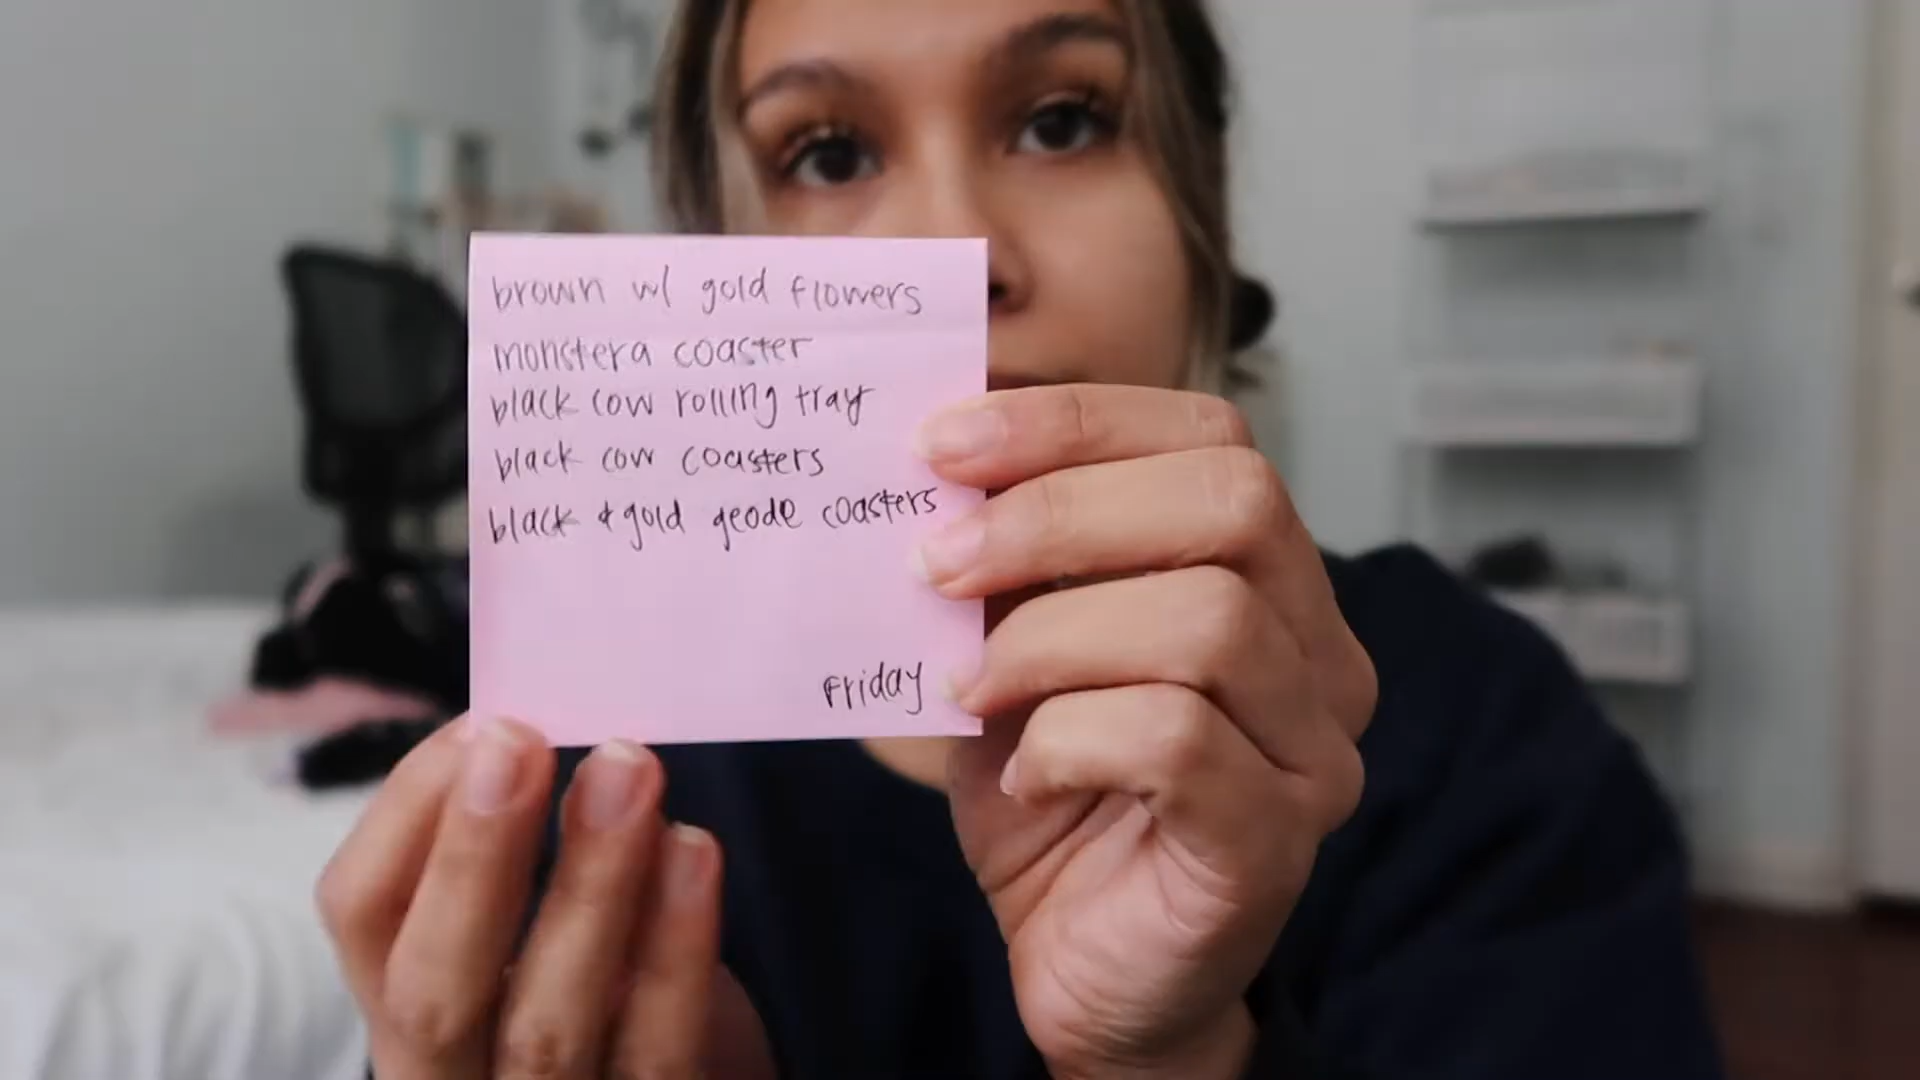 brown w/ gold flowers
monstera coaster
black cow rolling tray
black cow coasters
black & gold geode coasters
Friday